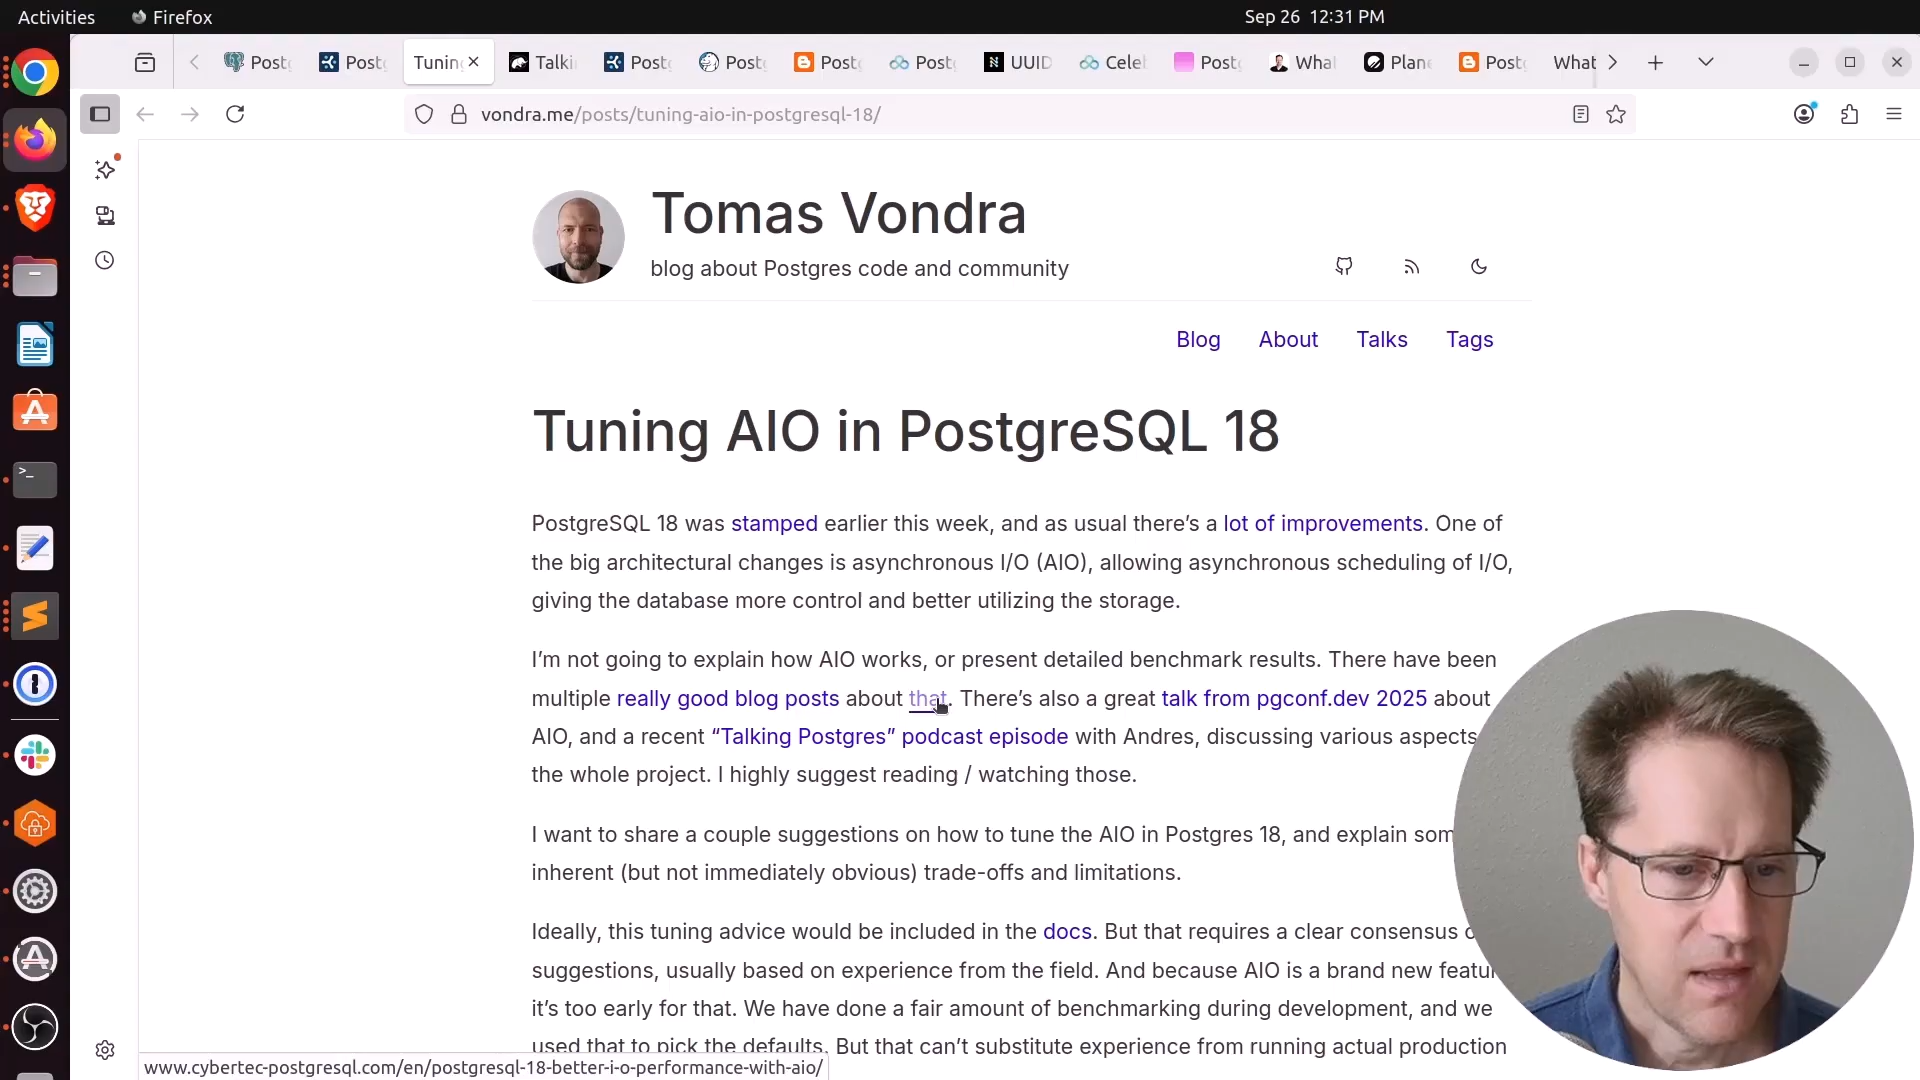 Activities
Firefox
Sep 26 12:31 PM
Postg
Postg
Tuning
Talki
Postg
Postg
Postg
Postg
UUID
Celel
Postg
What
Plan
Postg
What
vondra.me/posts/tuning-aio-in-postgresql-18/
Tomas Vondra
blog about Postgres code and community
Blog
About
Talks
Tags
Tuning AIO in PostgreSQL 18
PostgreSQL 18 was stamped earlier this week, and as usual there’s a lot of improvements. One of
the big architectural changes is asynchronous I/O (AIO), allowing asynchronous scheduling of I/O,
giving the database more control and better utilizing the storage.
I’m not going to explain how AIO works, or present detailed benchmark results. There have been
multiple really good blog posts about that. There’s also a great talk from pgconf.dev 2025 about
AIO, and a recent “Talking Postgres” podcast episode with Andres, discussing various aspects
the whole project. I highly suggest reading / watching those.
I want to share a couple suggestions on how to tune the AIO in Postgres 18, and explain som
inherent (but not immediately obvious) trade-offs and limitations.
Ideally, this tuning advice would be included in the docs. But that requires a clear consensus
suggestions, usually based on experience from the field. And because AIO is a brand new featu
it’s too early for that. We have done a fair amount of benchmarking during development, and we
used that to pick the defaults. But that can’t substitute experience from running actual production
www.cybertec-postgresql.com/en/postgresql-18-better-i-o-performance-with-aio/